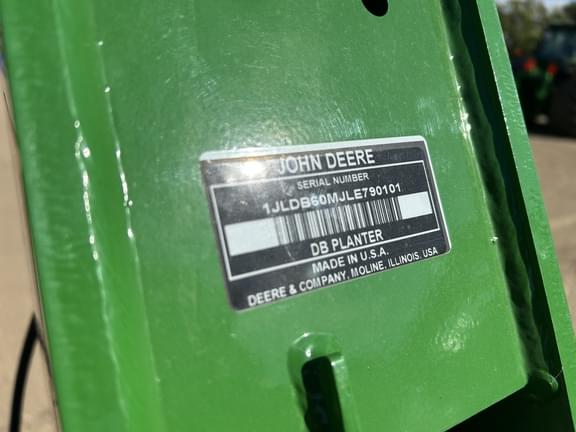 JOHN DEERE
SERIAL NUMBER
1JLDB60MJLE790101
DB PLANTER
MADE IN U.S.A.
DEERE & COMPANY, MOLINE, ILLINOIS, USA